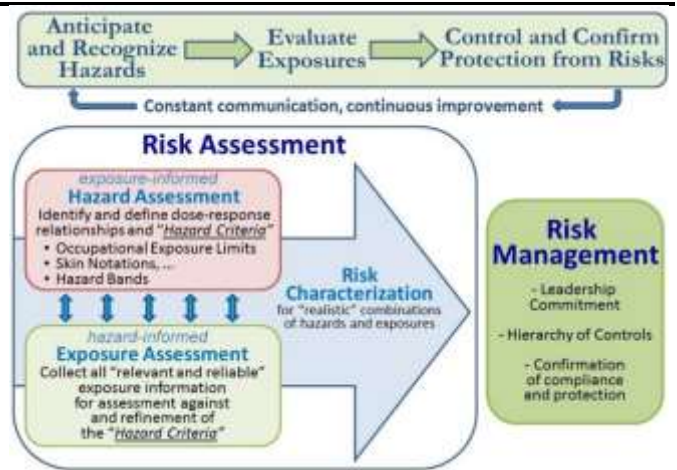 Anticipate
and Recognize
Hazards
Evaluate
Exposures
Control and Confirm
Protection from Risks
Constant communication, continuous improvement
Risk Assessment
exposure-informed
Hazard Assessment
Identify and define dose-response
relationships and "Hazard Criteria"
• Occupational Exposure Limits
• Skin Notations, ...
• Hazard Bands
hazard-informed
Exposure Assessment
Collect all "relevant and reliable"
exposure information
for assessment against
and refinement of
the "Hazard Criteria"
Risk
Characterization
for "realistic" combinations
of hazards and exposures
Risk
Management
- Leadership
Commitment
- Hierarchy of Controls
- Confirmation
of compliance
and protection